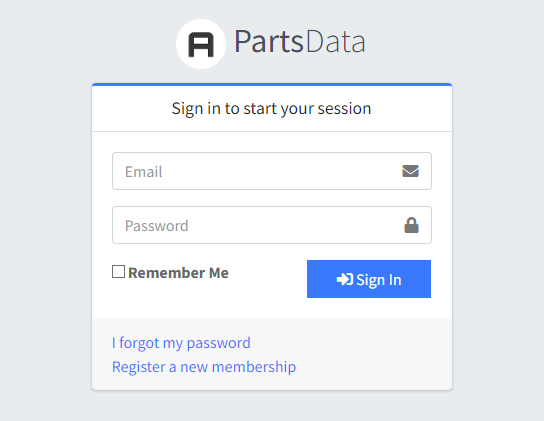 PartsData
Sign in to start your session
Email
Password
Remember Me
Sign In
I forgot my password
Register a new membership